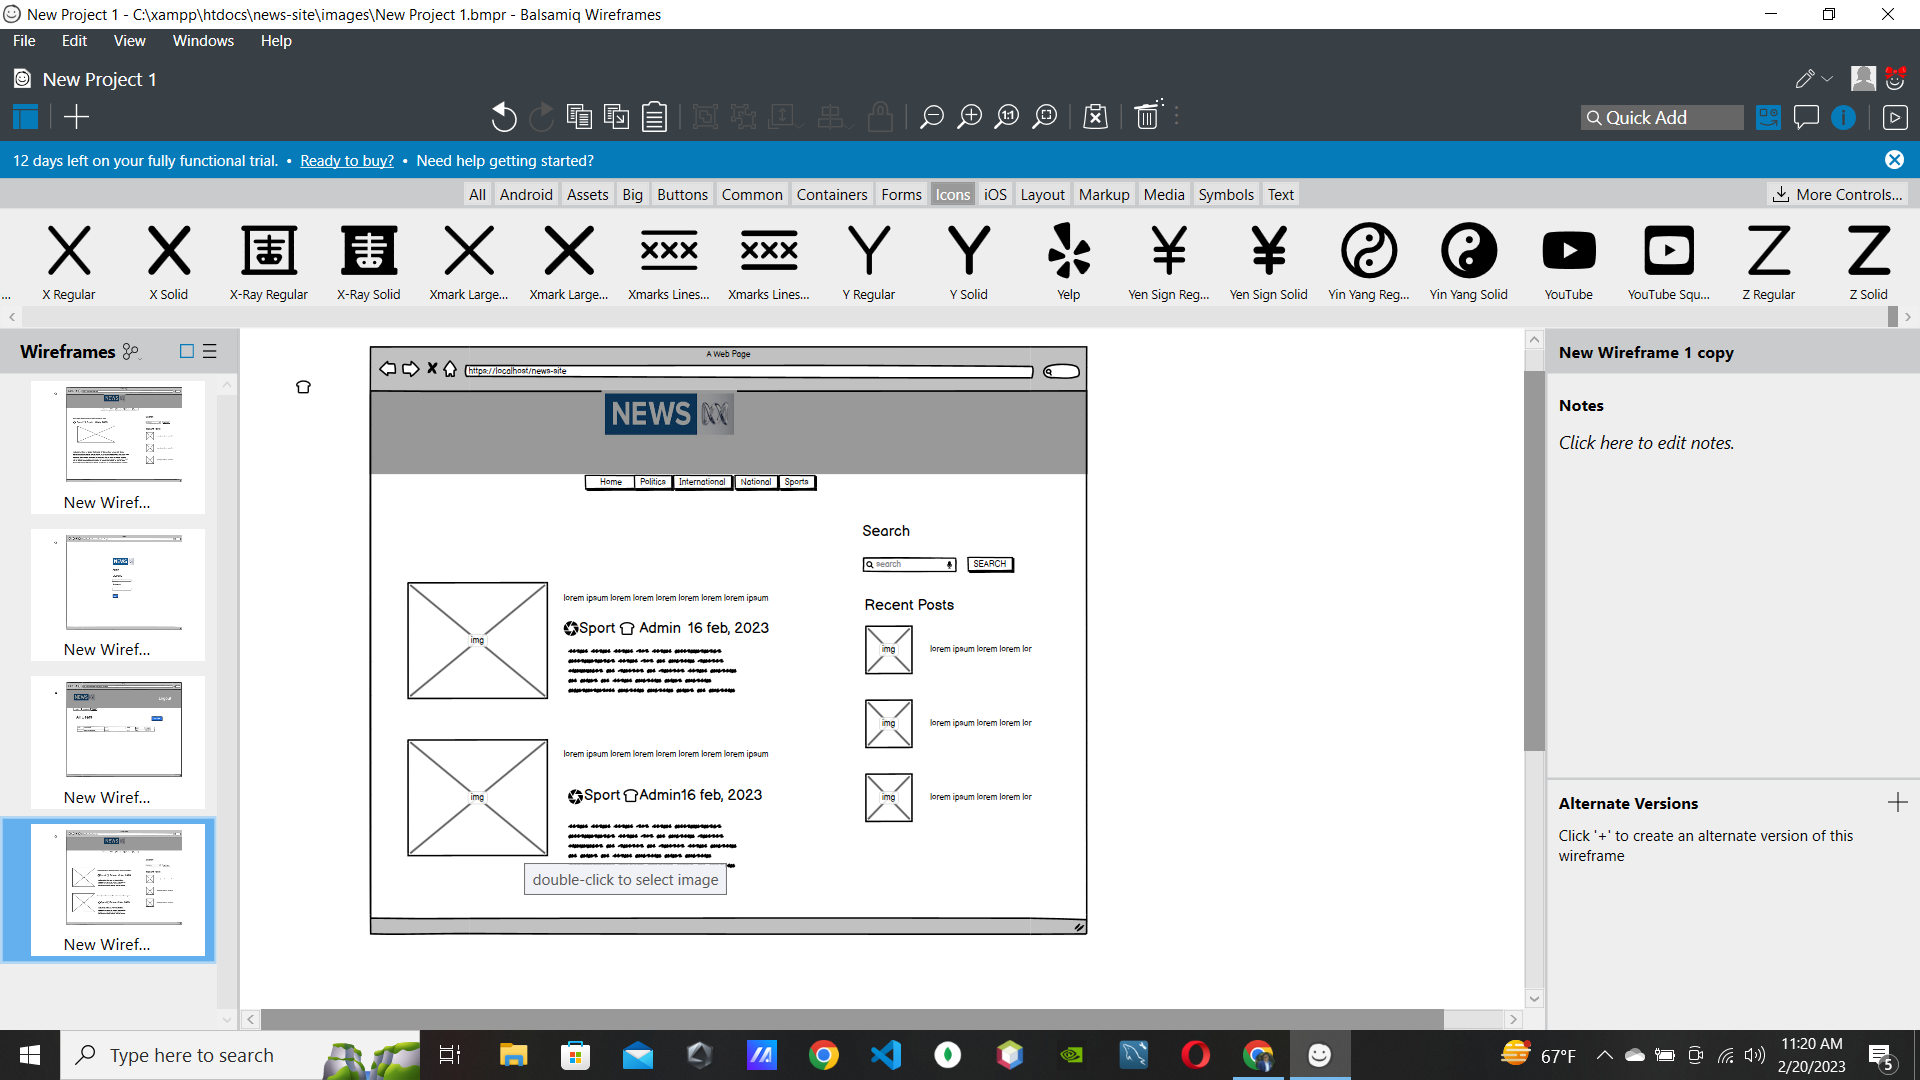 New Project 1 - C:\xampp\htdocs\news-site\images\New Project 1.bmpr - Balsamiq Wireframes
File Edit View Windows Help
New Project 1
1:1
Quick Add
12 days left on your fully functional trial. • Ready to buy? • Need help getting started?
All Android Assets Big Buttons Common Containers Forms Icons iOS Layout Markup Media Symbols Text
More Controls...
... X Regular X Solid X-Ray Regular X-Ray Solid Xmark Large... Xmark Large... Xmarks Lines... Xmarks Lines... Y Regular Y Solid Yelp Yen Sign Reg... Yen Sign Solid Yin Yang Reg... Yin Yang Solid YouTube YouTube Squ... Z Regular Z Solid
Wireframes
New Wiref...
New Wiref...
New Wiref...
New Wiref...
A Web Page
https://localhost/news-site
NEWS
Home Politics International National Sports
Search
search
SEARCH
img
lorem ipsum lorem lorem lorem lorem lorem lorem ipsum
Sport Admin 16 feb, 2023
Recent Posts
img
lorem ipsum lorem lorem lor
img
lorem ipsum lorem lorem lor
img
lorem ipsum lorem lorem lorem lorem lorem lorem ipsum
Sport Admin16 feb, 2023
img
lorem ipsum lorem lorem lor
double-click to select image
New Wireframe 1 copy
Notes
Click here to edit notes.
Alternate Versions
Click '+' to create an alternate version of this
wireframe
Type here to search
67°F
11:20 AM
2/20/2023
5